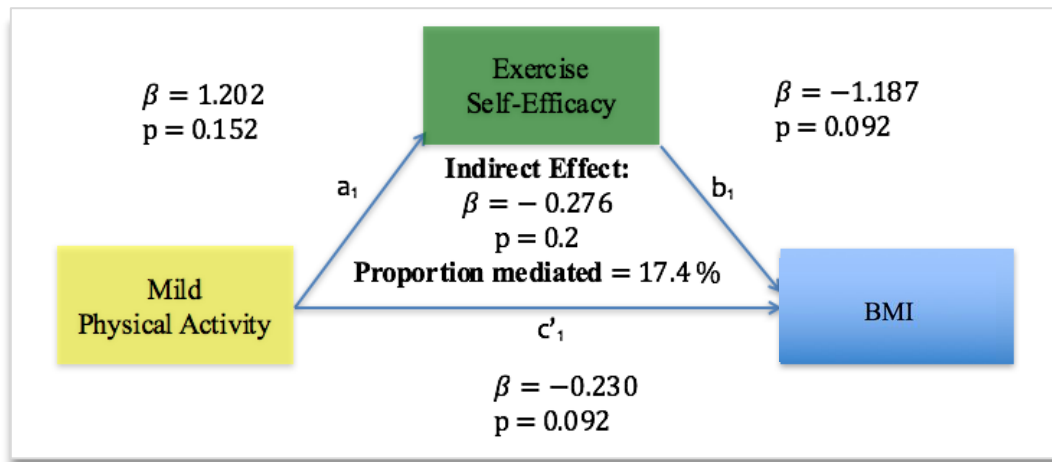 Exercise
Self-Efficacy
β = 1.202
p = 0.152
β = −1.187
p = 0.092
a₁
Indirect Effect:
β = − 0.276
p = 0.2
Proportion mediated = 17.4 %
b₁
Mild
Physical Activity
BMI
c'₁
β = −0.230
p = 0.092